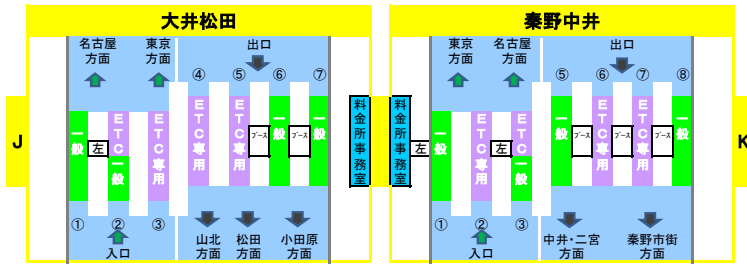 大井松田
名古屋
方面
東京
方面
出口
④
⑤
⑥
⑦
一般
左
ETC
一般
ETC専用
ETC専用
ETC専用
ブース
一般
ブース
一般
①
②
③
入口
山北
方面
松田
方面
小田原
方面
J
料金所事務室
秦野中井
東京
方面
名古屋
方面
出口
⑤
⑥
⑦
⑧
料金所事務室
左
一般
ETC専用
左
ETC
一般
一般
ブース
ETC専用
ブース
ETC専用
ブース
一般
①
②
③
入口
中井・二宮
方面
秦野市街
方面
K